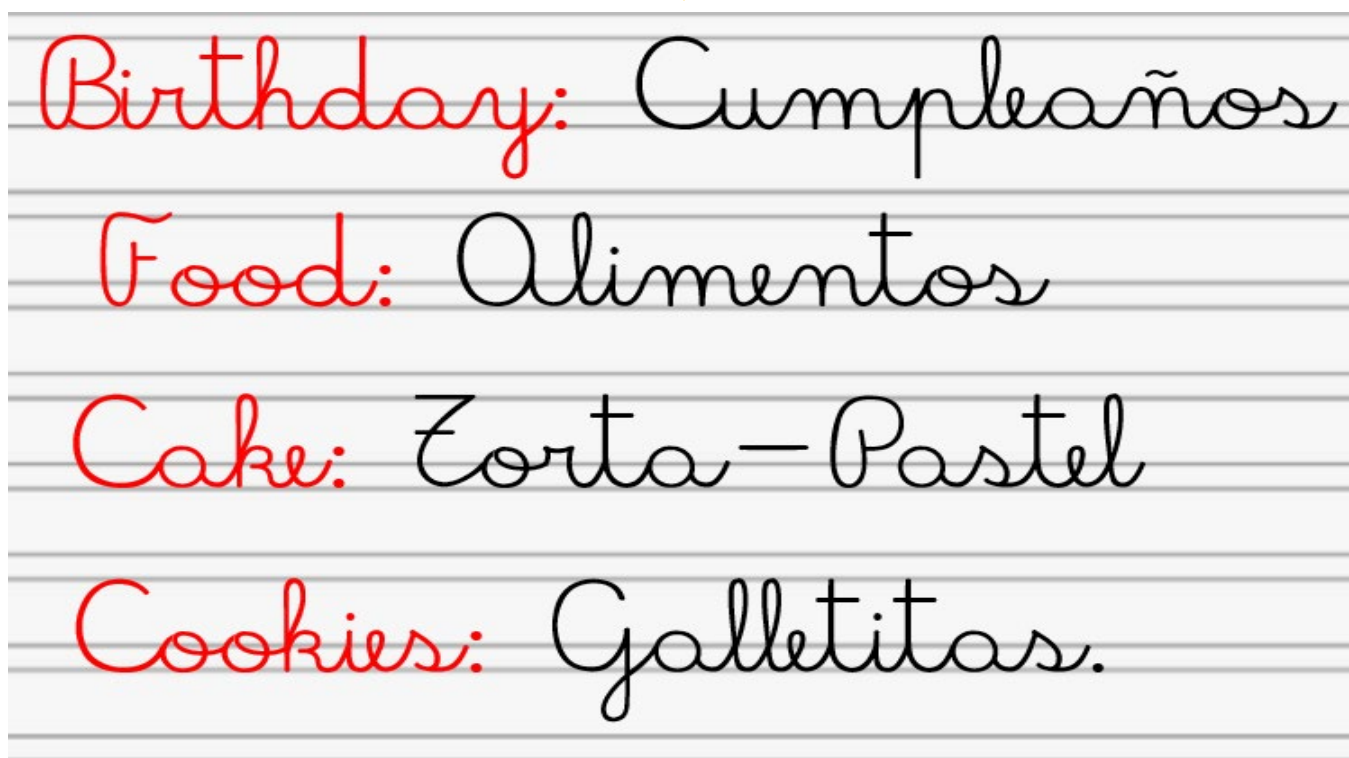 Birthday: Cumpleaños
Food: Alimentos
Cake: Torta-Pastel
Cookies: Galletitas.